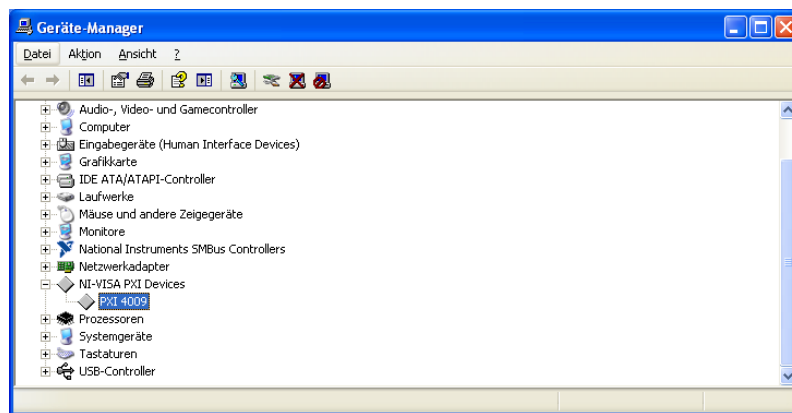 Geräte-Manager
Datei Aktion Ansicht ?
Audio-, Video- und Gamecontroller
Computer
Eingabegeräte (Human Interface Devices)
Grafikkarte
IDE ATA/ATAPI-Controller
Laufwerke
Mäuse und andere Zeigegeräte
Monitore
National Instruments SMBus Controllers
Netzwerkadapter
NI-VISA PXI Devices
PXI 4009
Prozessoren
Systemgeräte
Tastaturen
USB-Controller